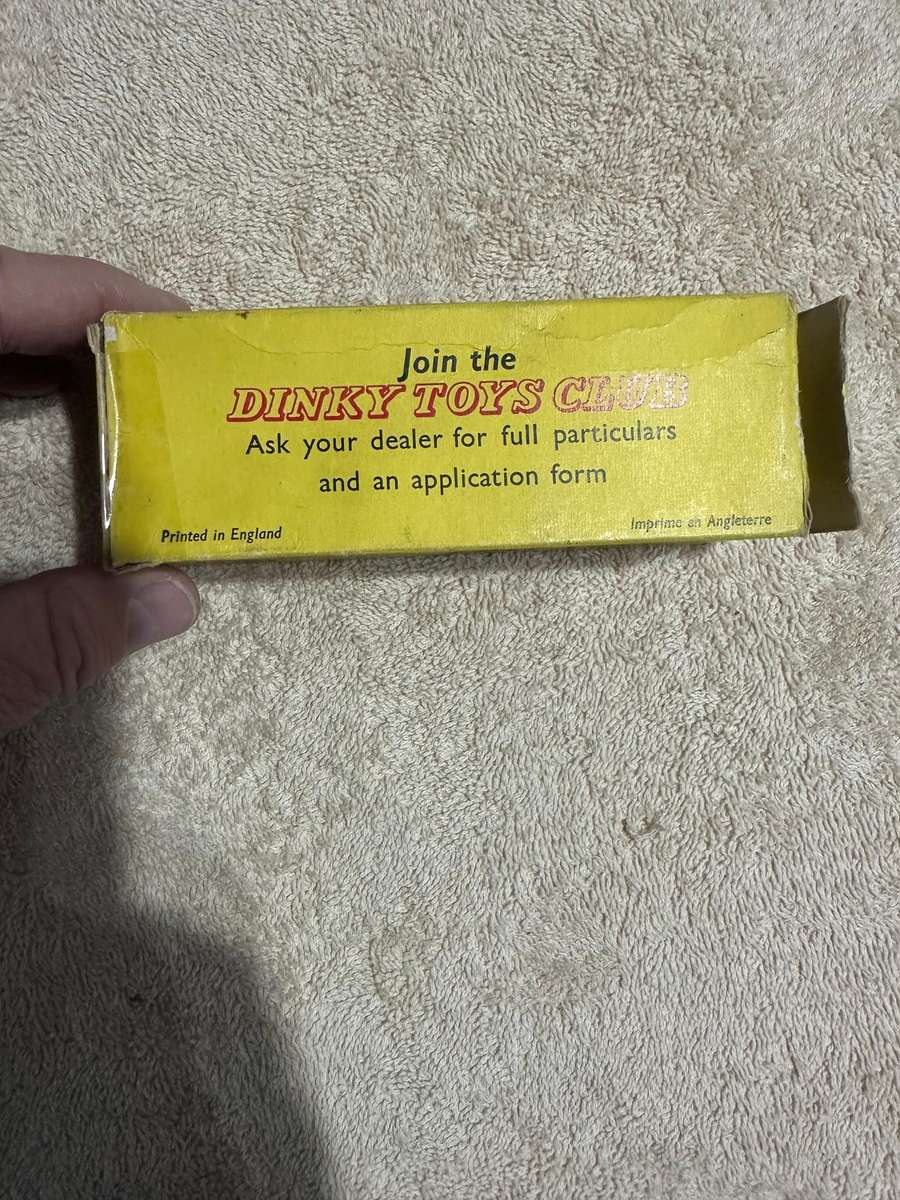 Join the
DINKY TOYS CLUB
Ask your dealer for full particulars
and an application form
Printed in England
Imprime en Angleterre